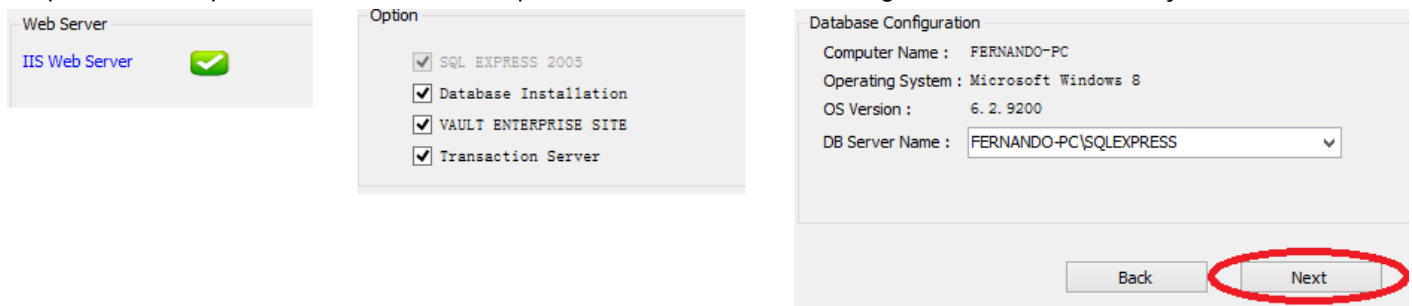 Web Server
IIS Web Server
Option
SQL EXPRESS 2005
Database Installation
VAULT ENTERPRISE SITE
Transaction Server
Database Configuration
Computer Name : FERNANDO-PC
Operating System : Microsoft Windows 8
OS Version : 6.2.9200
DB Server Name : FERNANDO-PC\SQLEXPRESS
Back
Next